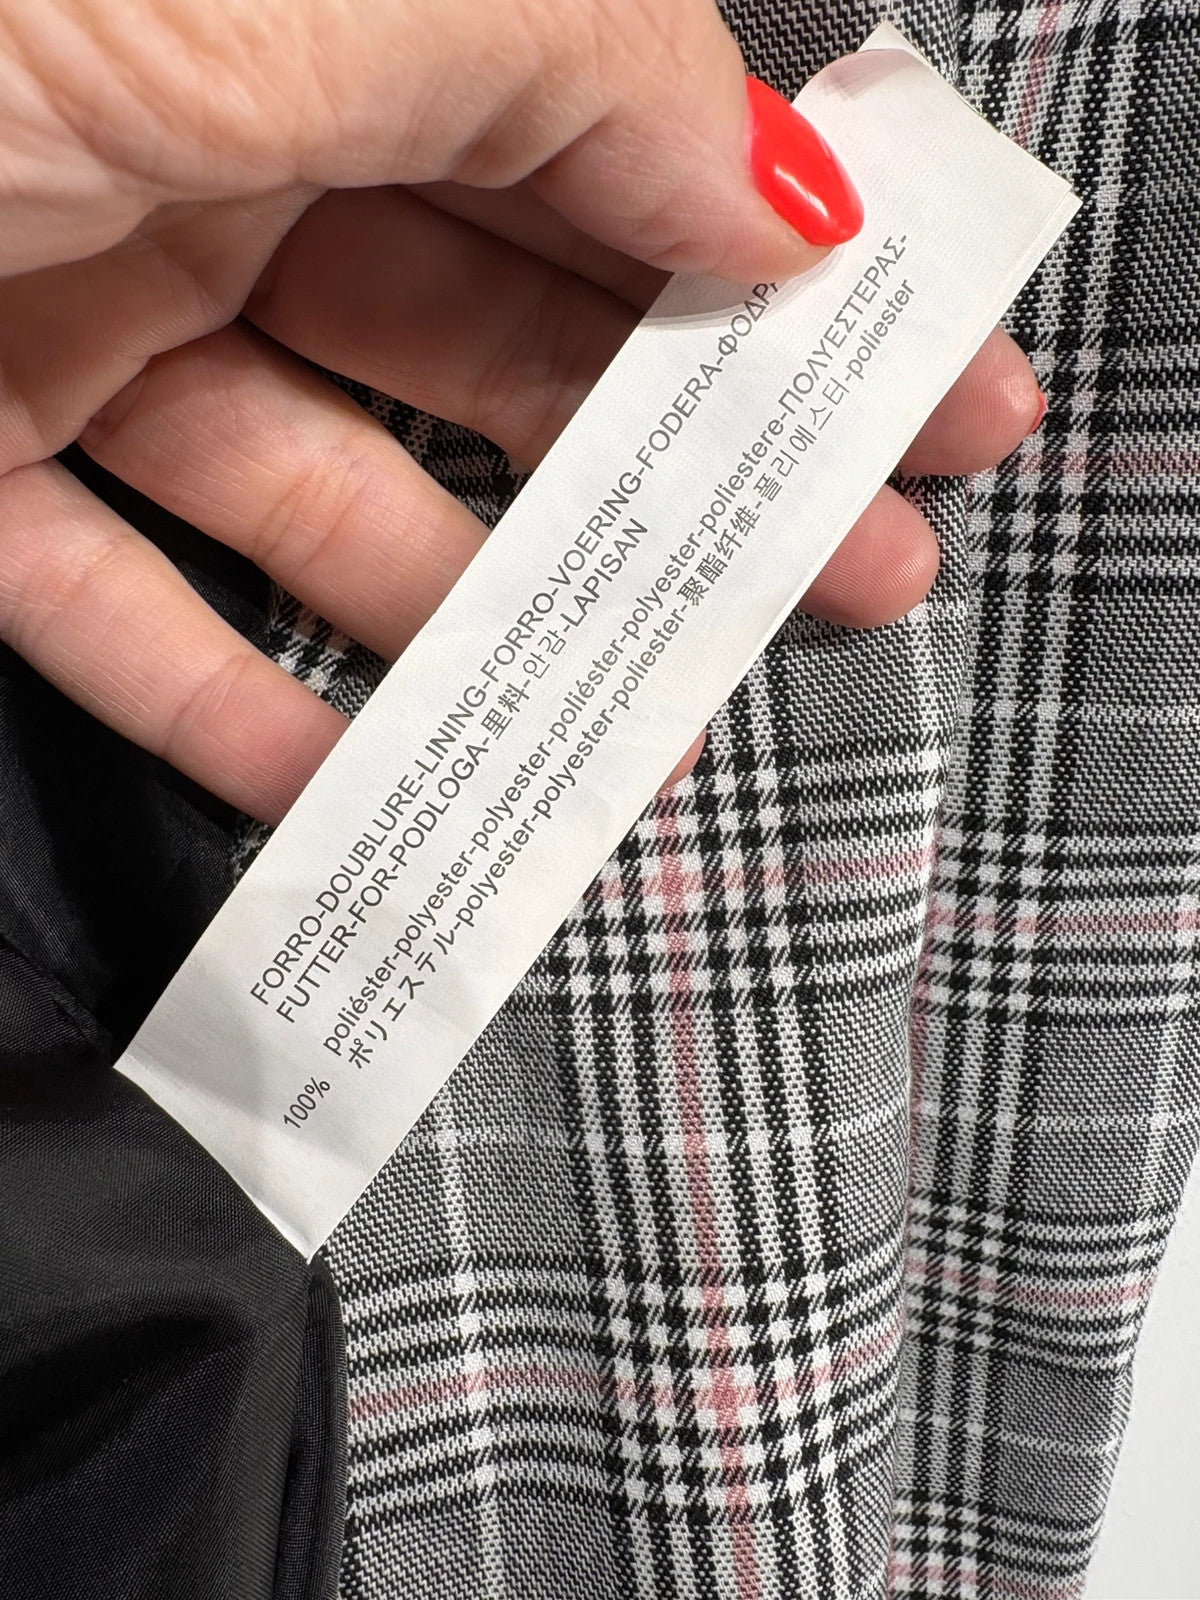 FORRO-DOUBLURE-LINING-FORRO-VOERING-FODERA-ΦΟΔΡΑ
FUTTER-FOR-PODLOGA-里料-안감-LAPISAN
100% poliéster-polyester-polyester-poliéster-polyester-poliestere-ΠΟΛΥΕΣΤΕΡΑΣ-
ポリエステル-polyester-polyester-poliester-聚酯纤维-폴리에스터-poliester